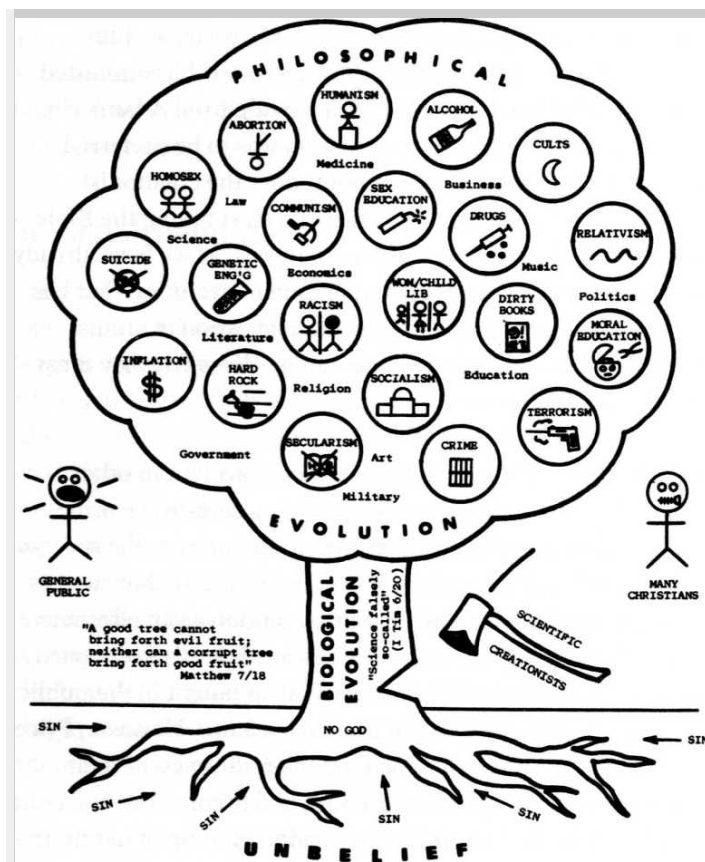 PHILOSOPHICAL
HUMANISM
ALCOHOL
ABORTION
CULTS
Medicine
HOMOSEX
Law
SEX
EDUCATION
Business
COMMUNISM
DRUGS
Science
RELATIVISM
SUICIDE
GENETIC
ENG'G
Economics
WOM/CHILD
LIB
Music
DIRTY
BOOKS
Politics
RACISM
Literature
MORAL
EDUCATION
INFLATION
HARD
ROCK
Religion
SOCIALISM
Education
TERRORISM
SECULARISM
Art
CRIME
Government
Military
EVOLUTION
GENERAL
PUBLIC
MANY
CHRISTIANS
BIOLOGICAL
EVOLUTION
"Science falsely
so-called"
(I Tim 6/20)
SCIENTIFIC
CREATIONISTS
"A good tree cannot
bring forth evil fruit;
neither can a corrupt tree
bring forth good fruit"
Matthew 7/18
SIN
NO GOD
SIN
SIN
SIN
SIN
SIN
UNBELIEF